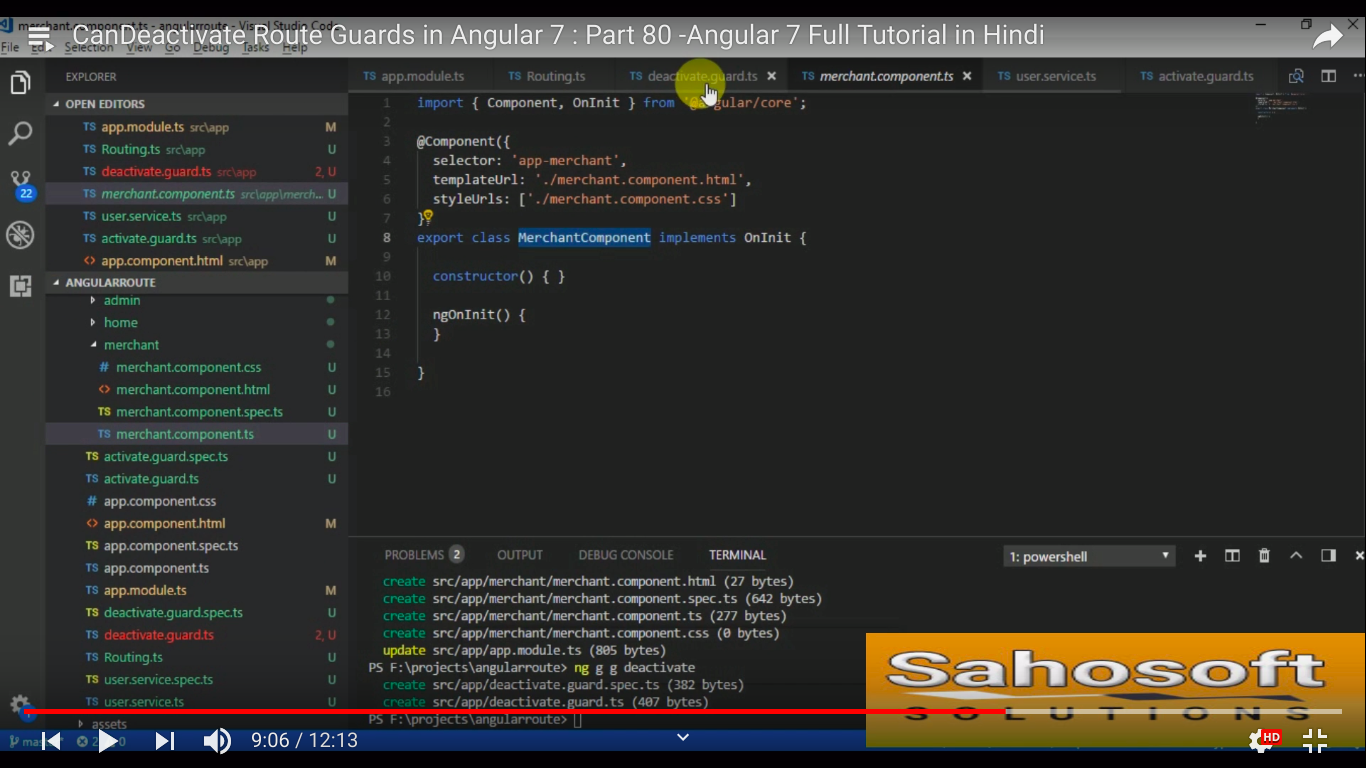 merchant.component.ts - angularroute - Visual Studio Code
CanDeactivate Route Guards in Angular 7 : Part 80 -Angular 7 Full Tutorial in Hindi
File Edit Selection View Go Debug Tasks Help
EXPLORER
TS app.module.ts TS Routing.ts TS deactivate.guard.ts × TS merchant.component.ts × TS user.service.ts TS activate.guard.ts
OPEN EDITORS
TS app.module.ts src\app M
TS Routing.ts src\app U
TS deactivate.guard.ts src\app 2, U
TS merchant.component.ts src\app\merch... U
TS user.service.ts src\app U
TS activate.guard.ts src\app U
<> app.component.html src\app M
22
ANGULARROUTE
admin
home
merchant
# merchant.component.css U
<> merchant.component.html U
TS merchant.component.spec.ts U
TS merchant.component.ts U
TS activate.guard.spec.ts U
TS activate.guard.ts U
# app.component.css
<> app.component.html M
TS app.component.spec.ts
TS app.component.ts
TS app.module.ts M
TS deactivate.guard.spec.ts U
TS deactivate.guard.ts 2, U
TS Routing.ts U
TS user.service.spec.ts U
TS user.service.ts U
assets
1 import { Component, OnInit } from '@angular/core';
2
3 @Component({
4 selector: 'app-merchant',
5 templateUrl: './merchant.component.html',
6 styleUrls: ['./merchant.component.css']
7 })
8 export class MerchantComponent implements OnInit {
9
10 constructor() { }
11
12 ngOnInit() {
13 }
14
15 }
16
PROBLEMS 2 OUTPUT DEBUG CONSOLE TERMINAL 1: powershell
create src/app/merchant/merchant.component.html (27 bytes)
create src/app/merchant/merchant.component.spec.ts (642 bytes)
create src/app/merchant/merchant.component.ts (277 bytes)
create src/app/merchant/merchant.component.css (0 bytes)
update src/app/app.module.ts (805 bytes)
PS F:\projects\angularroute> ng g g deactivate
create src/app/deactivate.guard.spec.ts (382 bytes)
create src/app/deactivate.guard.ts (407 bytes)
PS F:\projects\angularroute>
Sahosoft
SOLUTIONS
9:06 / 12:13
HD